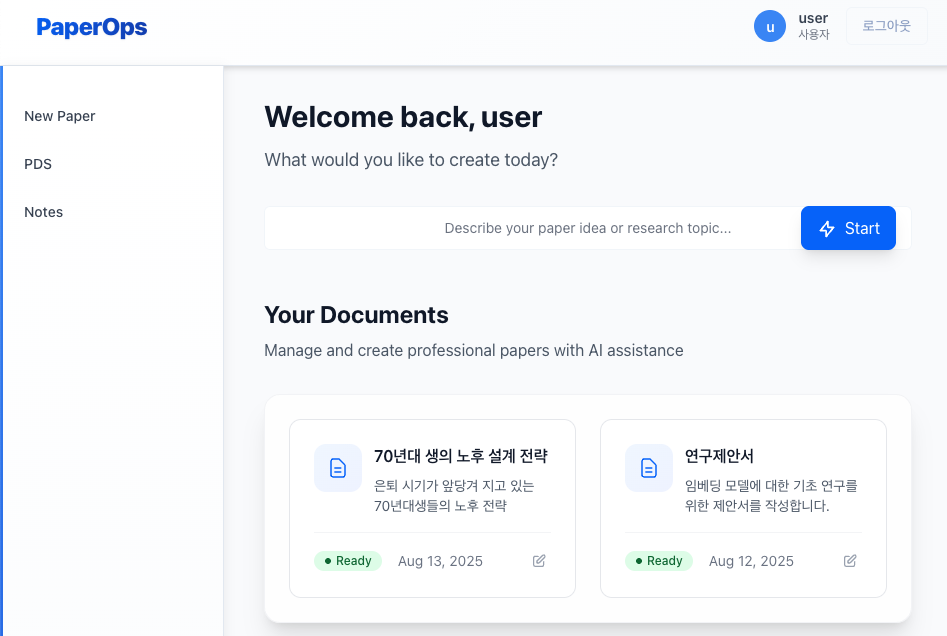 PaperOps
u
user
사용자
로그아웃
New Paper
PDS
Notes
Welcome back, user
What would you like to create today?
Describe your paper idea or research topic...
Start
Your Documents
Manage and create professional papers with AI assistance
70년대 생의 노후 설계 전략
은퇴 시기가 앞당겨 지고 있는
70년대생들의 노후 전략
Ready
Aug 13, 2025
연구제안서
임베딩 모델에 대한 기초 연구를
위한 제안서를 작성합니다.
Ready
Aug 12, 2025